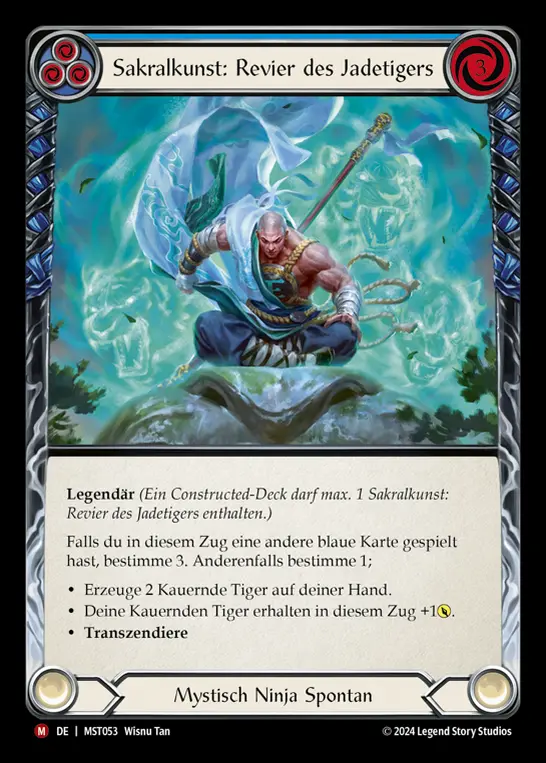 Sakralkunst: Revier des Jadetigers
3
Legendär (Ein Constructed-Deck darf max. 1 Sakralkunst:
Revier des Jadetigers enthalten.)
Falls du in diesem Zug eine andere blaue Karte gespielt
hast, bestimme 3. Anderenfalls bestimme 1;
• Erzeuge 2 Kauernde Tiger auf deiner Hand.
• Deine Kauernden Tiger erhalten in diesem Zug +1.
• Transzendiere
Mystisch Ninja Spontan
M DE | MST053 Wisnu Tan
© 2024 Legend Story Studios